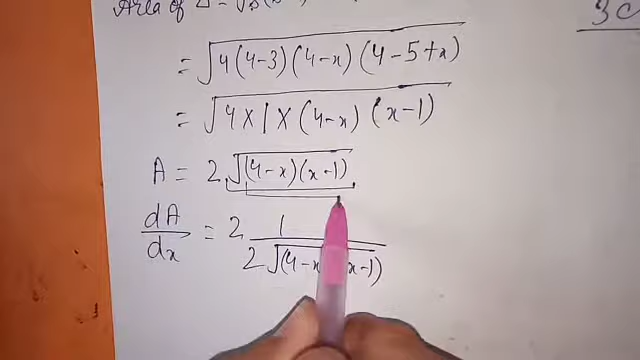 Area of Δ = √
3C
= √4(4-3)(4-x)(4-5+x)
= √4×1×(4-x)(x-1)
A = 2√(4-x)(x-1)
dA/dx = 2 1/2√(4-x x-1)